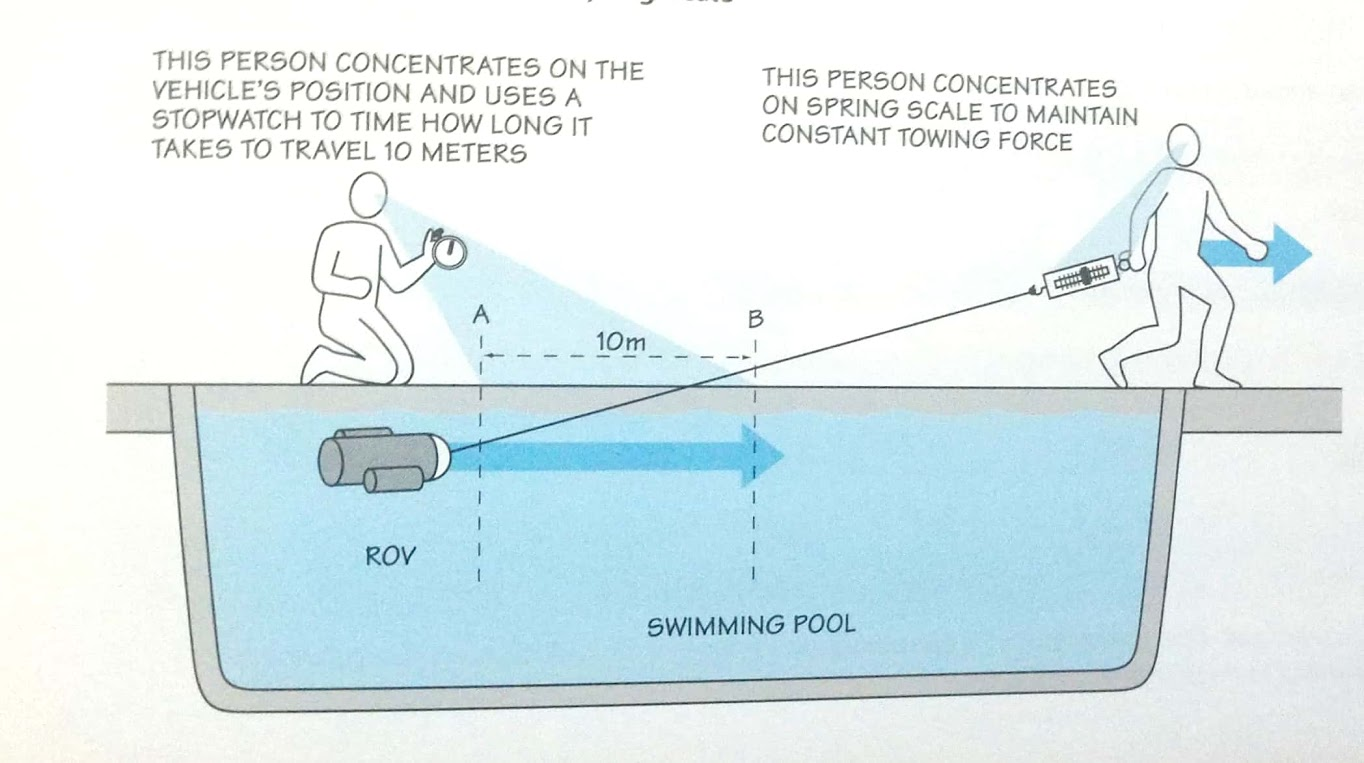 THIS PERSON CONCENTRATES ON THE
VEHICLE'S POSITION AND USES A
STOPWATCH TO TIME HOW LONG IT
TAKES TO TRAVEL 10 METERS
THIS PERSON CONCENTRATES
ON SPRING SCALE TO MAINTAIN
CONSTANT TOWING FORCE
A
B
10m
ROV
SWIMMING POOL